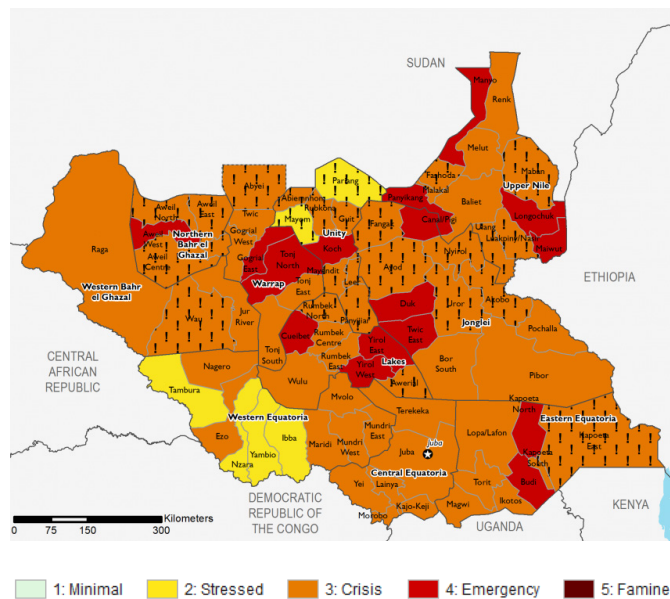 SUDAN
Manyo
Renk
Melut
Maban
Fashoda
Malakal
Upper Nile
Baliet
Longochuk
Maiwut
Panyikang
Canal/Pigi
Ulang
Luakpiny/Nasir
Pariang
Abyei
Abiemnhom
Rubkona
Mayom
Guit
Unity
Fangak
Nyirol
Koch
Twic
Aweil
North
Aweil
East
Aweil
West
Northern
Bahr el
Ghazal
Aweil
Centre
Gogrial
West
Gogrial
East
Tonj
North
Warrap
Mayendit
Leer
Ayod
Tonj
East
Raga
Western Bahr
el Ghazal
ETHIOPIA
Rumbek
North
Panyijiar
Duk
Uror
Akobo
Jonglei
Wau
Jur
River
Cueibet
Rumbek
Centre
Yirol
East
Twic
East
Pochalla
CENTRAL
AFRICAN
REPUBLIC
Tonj
South
Rumbek
East
Lakes
Yirol
West
Bor
South
Nagero
Wulu
Awerial
Pibor
Tambura
Mvolo
Western Equatoria
Terekeka
Kapoeta
North
Eastern Equatoria
Ezo
Ibba
Maridi
Mundri
West
Mundri
East
Juba
Juba
Lopa/Lafon
Kapoeta
East
Kapoeta
South
Nzara
Yambio
Central Equatoria
Yei
Lainya
Torit
Budi
Ikotos
Morobo
Kajo-Keji
Magwi
DEMOCRATIC
REPUBLIC OF
THE CONGO
UGANDA
KENYA
Kilometers
0 75 150 300
1: Minimal 2: Stressed 3: Crisis 4: Emergency 5: Famine